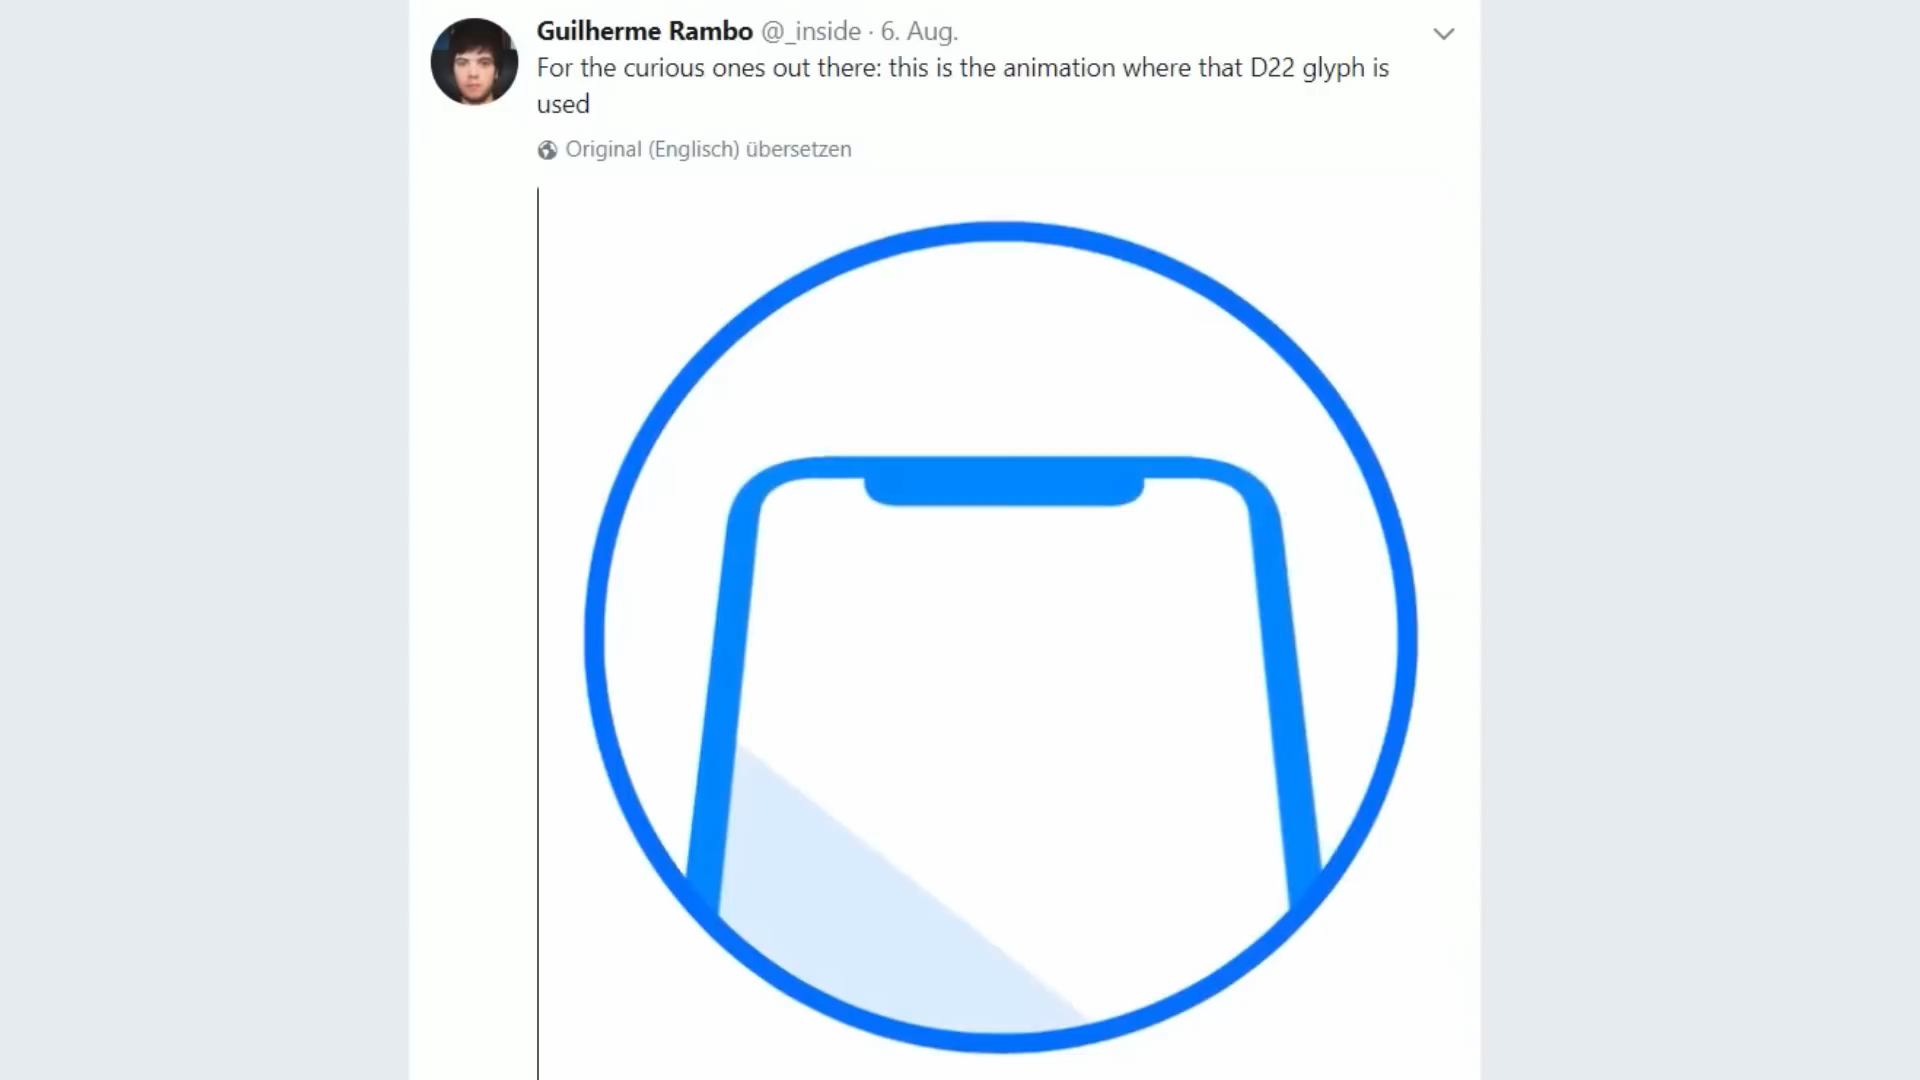 Guilherme Rambo @_inside · 6. Aug.
For the curious ones out there: this is the animation where that D22 glyph is
used
Original (Englisch) übersetzen